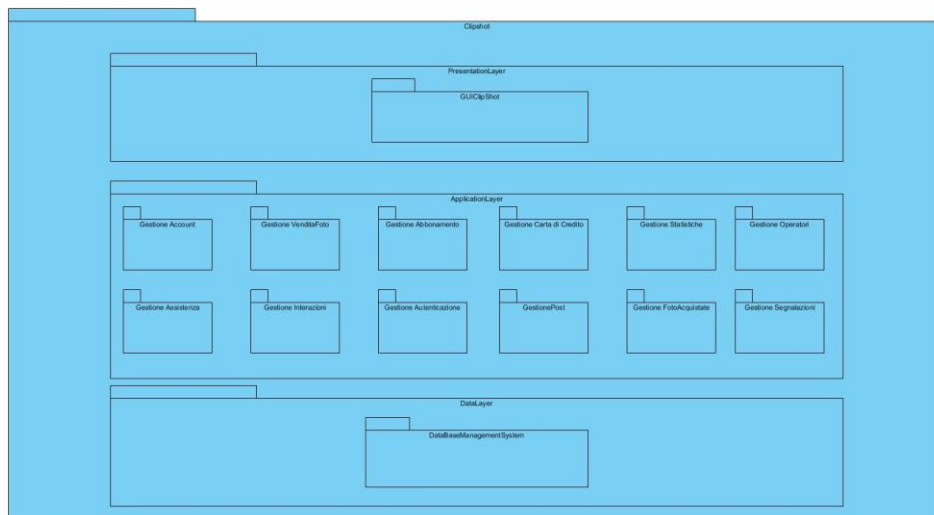 Clipshot
PresentationLayer
GUIClipShot
ApplicationLayer
Gestione Account
Gestione VenditaFoto
Gestione Abbonamento
Gestione Carta di Credito
Gestione Statistiche
Gestione Operatori
Gestione Assistenza
Gestione Interazioni
Gestione Autenticazione
GestionePost
Gestione FotoAcquistate
Gestione Segnalazioni
DataLayer
DataBaseManagementSystem